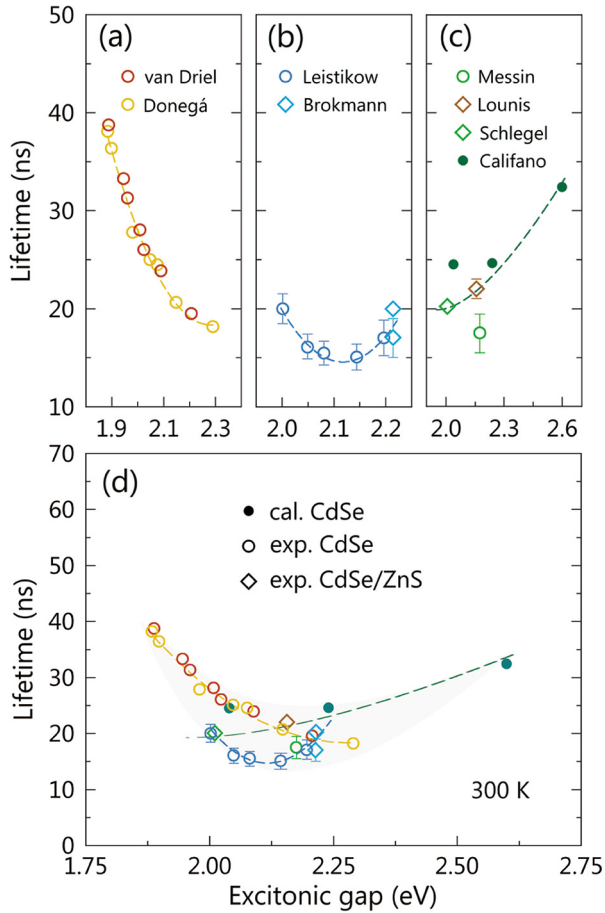 50
40
30
20
10
Lifetime (ns)
(a)
van Driel
Donegá
1.9
2.1
2.3
(b)
Leistikow
Brokmann
2.0
2.1
2.2
(c)
Messin
Lounis
Schlegel
Califano
2.0
2.3
2.6
70
60
50
40
30
20
10
0
Lifetime (ns)
(d)
cal. CdSe
exp. CdSe
exp. CdSe/ZnS
300 K
1.75
2.00
2.25
2.50
2.75
Excitonic gap (eV)